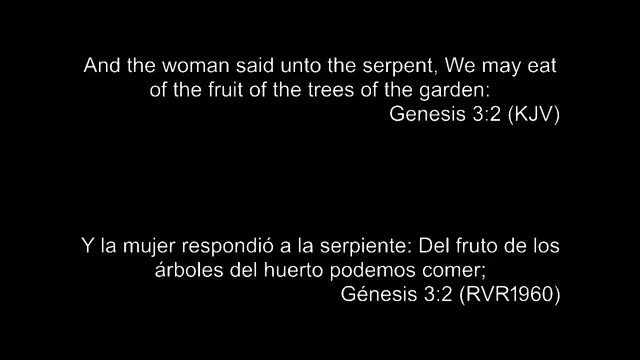 And the woman said unto the serpent, We may eat
of the fruit of the trees of the garden:
Genesis 3:2 (KJV)
Y la mujer respondió a la serpiente: Del fruto de los
árboles del huerto podemos comer;
Génesis 3:2 (RVR1960)